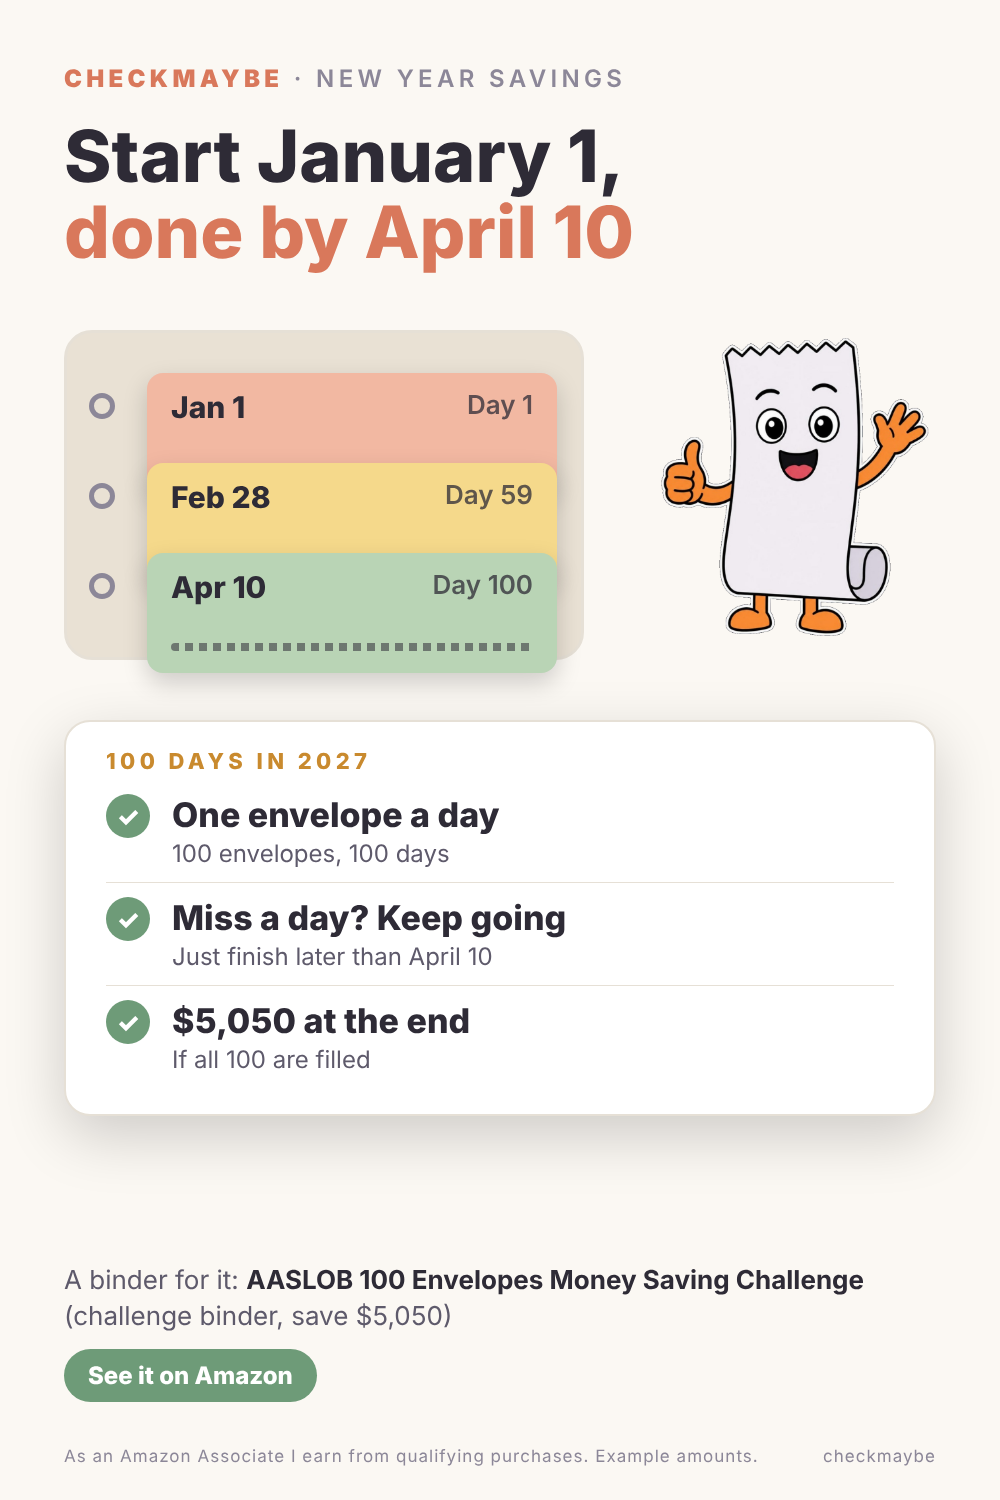 CHECKMAYBE · NEW YEAR SAVINGS
Start January 1,
done by April 10
Jan 1 Day 1
Feb 28 Day 59
Apr 10 Day 100
100 DAYS IN 2027
One envelope a day
100 envelopes, 100 days
Miss a day? Keep going
Just finish later than April 10
$5,050 at the end
If all 100 are filled
A binder for it: AASLOB 100 Envelopes Money Saving Challenge
(challenge binder, save $5,050)
See it on Amazon
As an Amazon Associate I earn from qualifying purchases. Example amounts. checkmaybe